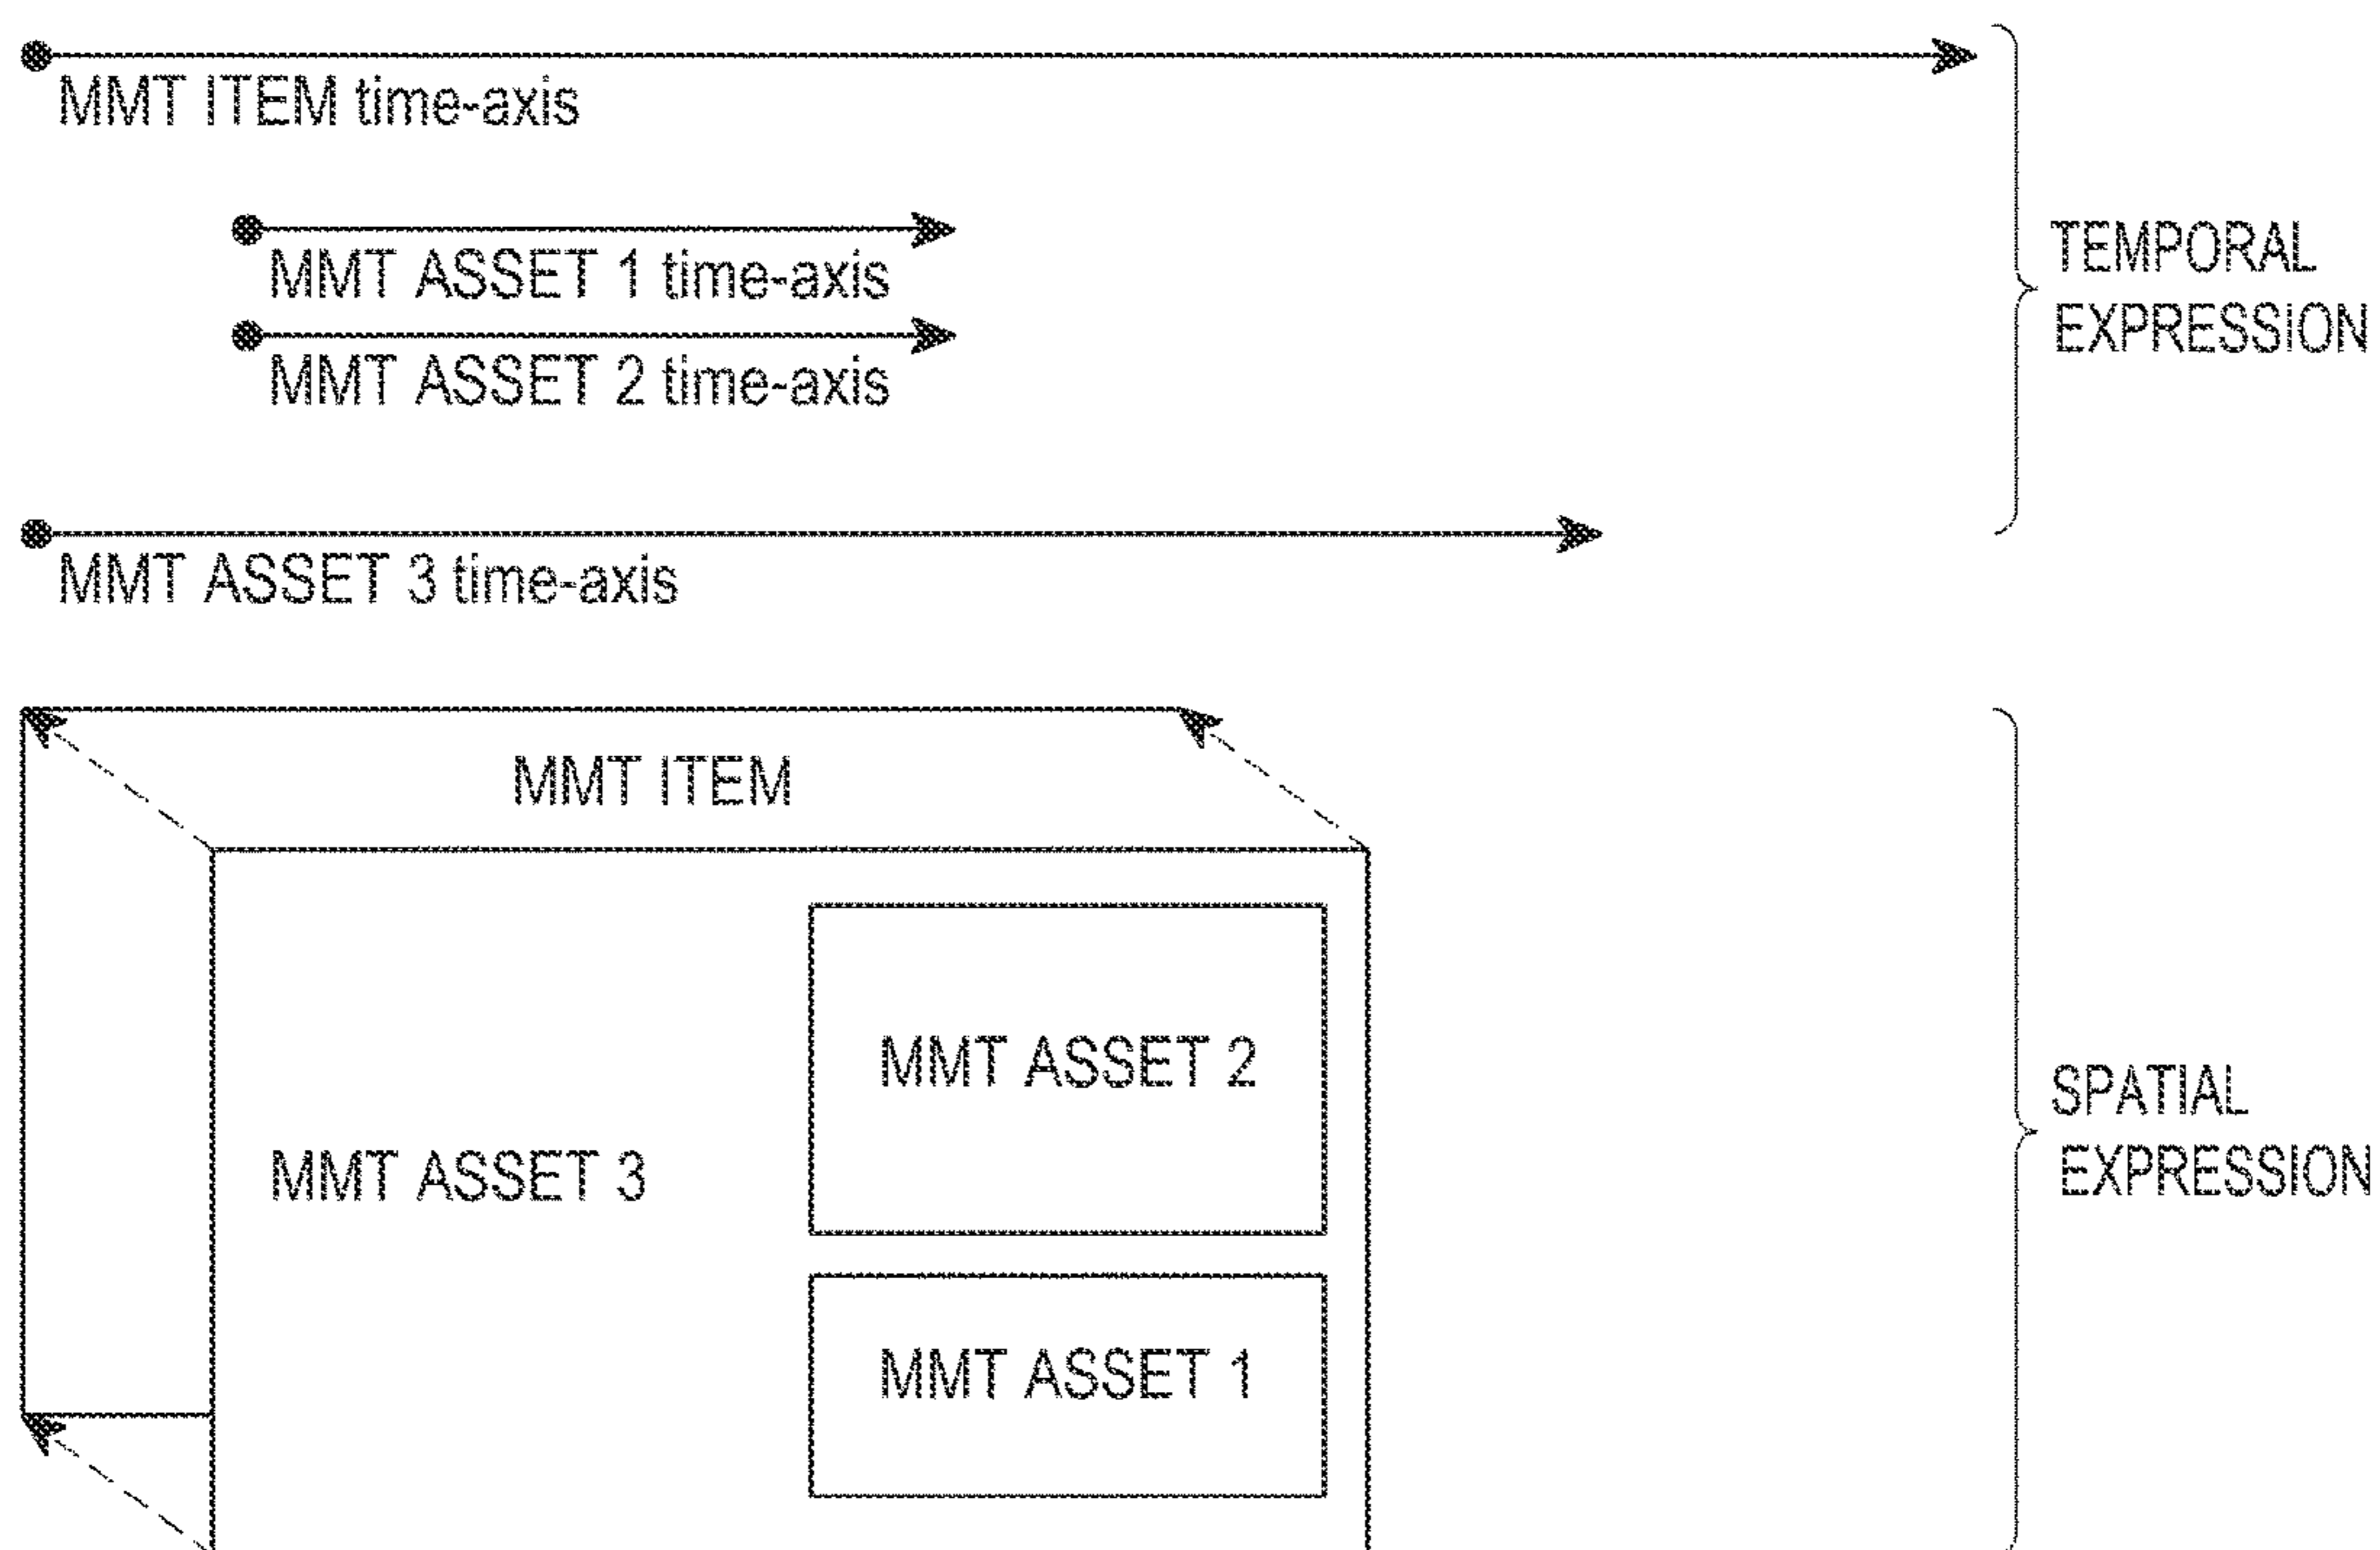 MMT ITEM time-axis
MMT ASSET 1 time-axis
MMT ASSET 2 time-axis
TEMPORAL
EXPRESSION
MMT ASSET 3 time-axis
MMT ITEM
MMT ASSET 2
MMT ASSET 3
MMT ASSET 1
SPATIAL
EXPRESSION